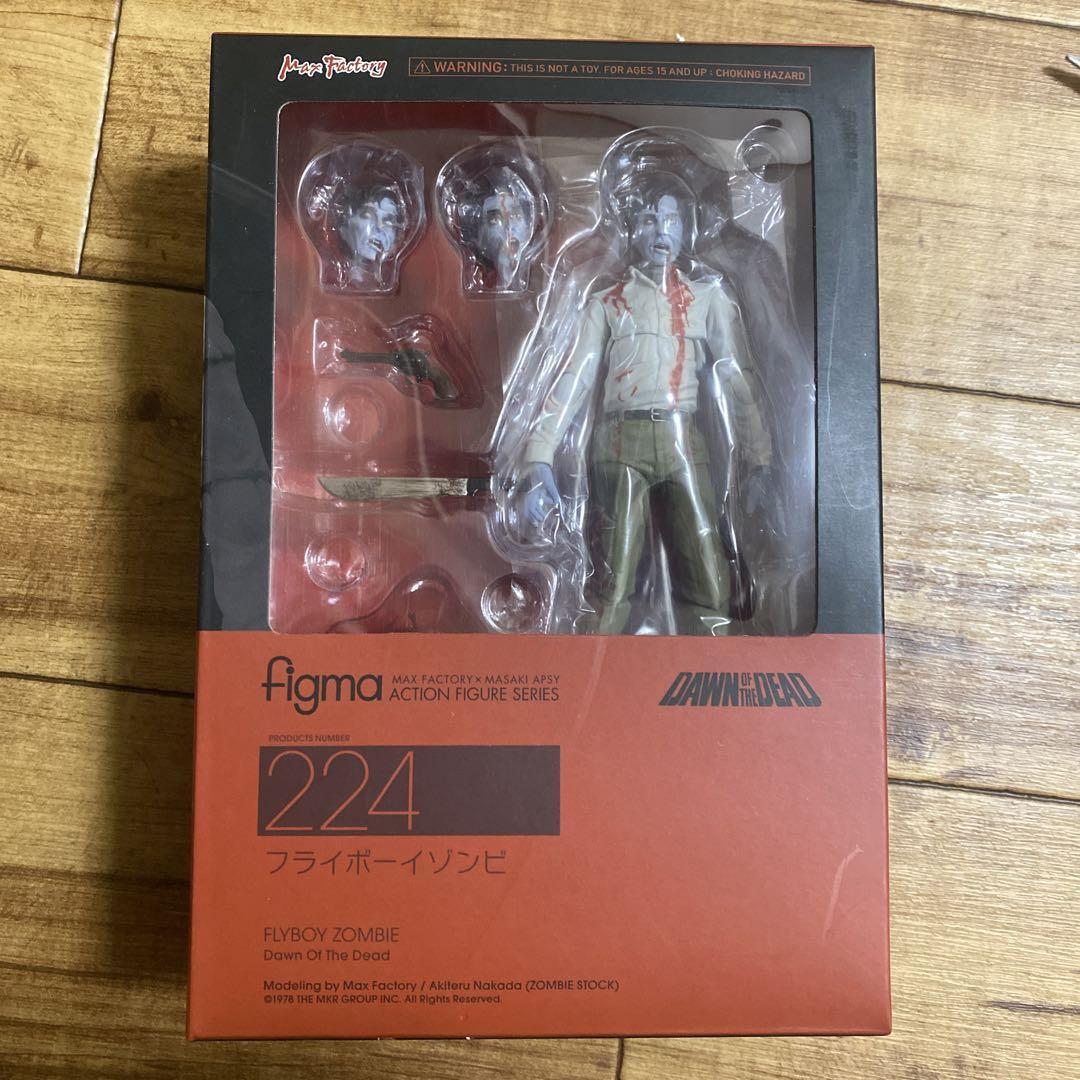 Max Factory
⚠ WARNING: THIS IS NOT A TOY. FOR AGES 15 AND UP : CHOKING HAZARD
figma MAX FACTORY × MASAKI APSY
ACTION FIGURE SERIES
DAWN OF THE DEAD
PRODUCTS NUMBER
224
フライボーイゾンビ
FLYBOY ZOMBIE
Dawn Of The Dead
Modeling by Max Factory / Akiteru Nakada (ZOMBIE STOCK)
©1978 THE MKR GROUP INC. All Rights Reserved.